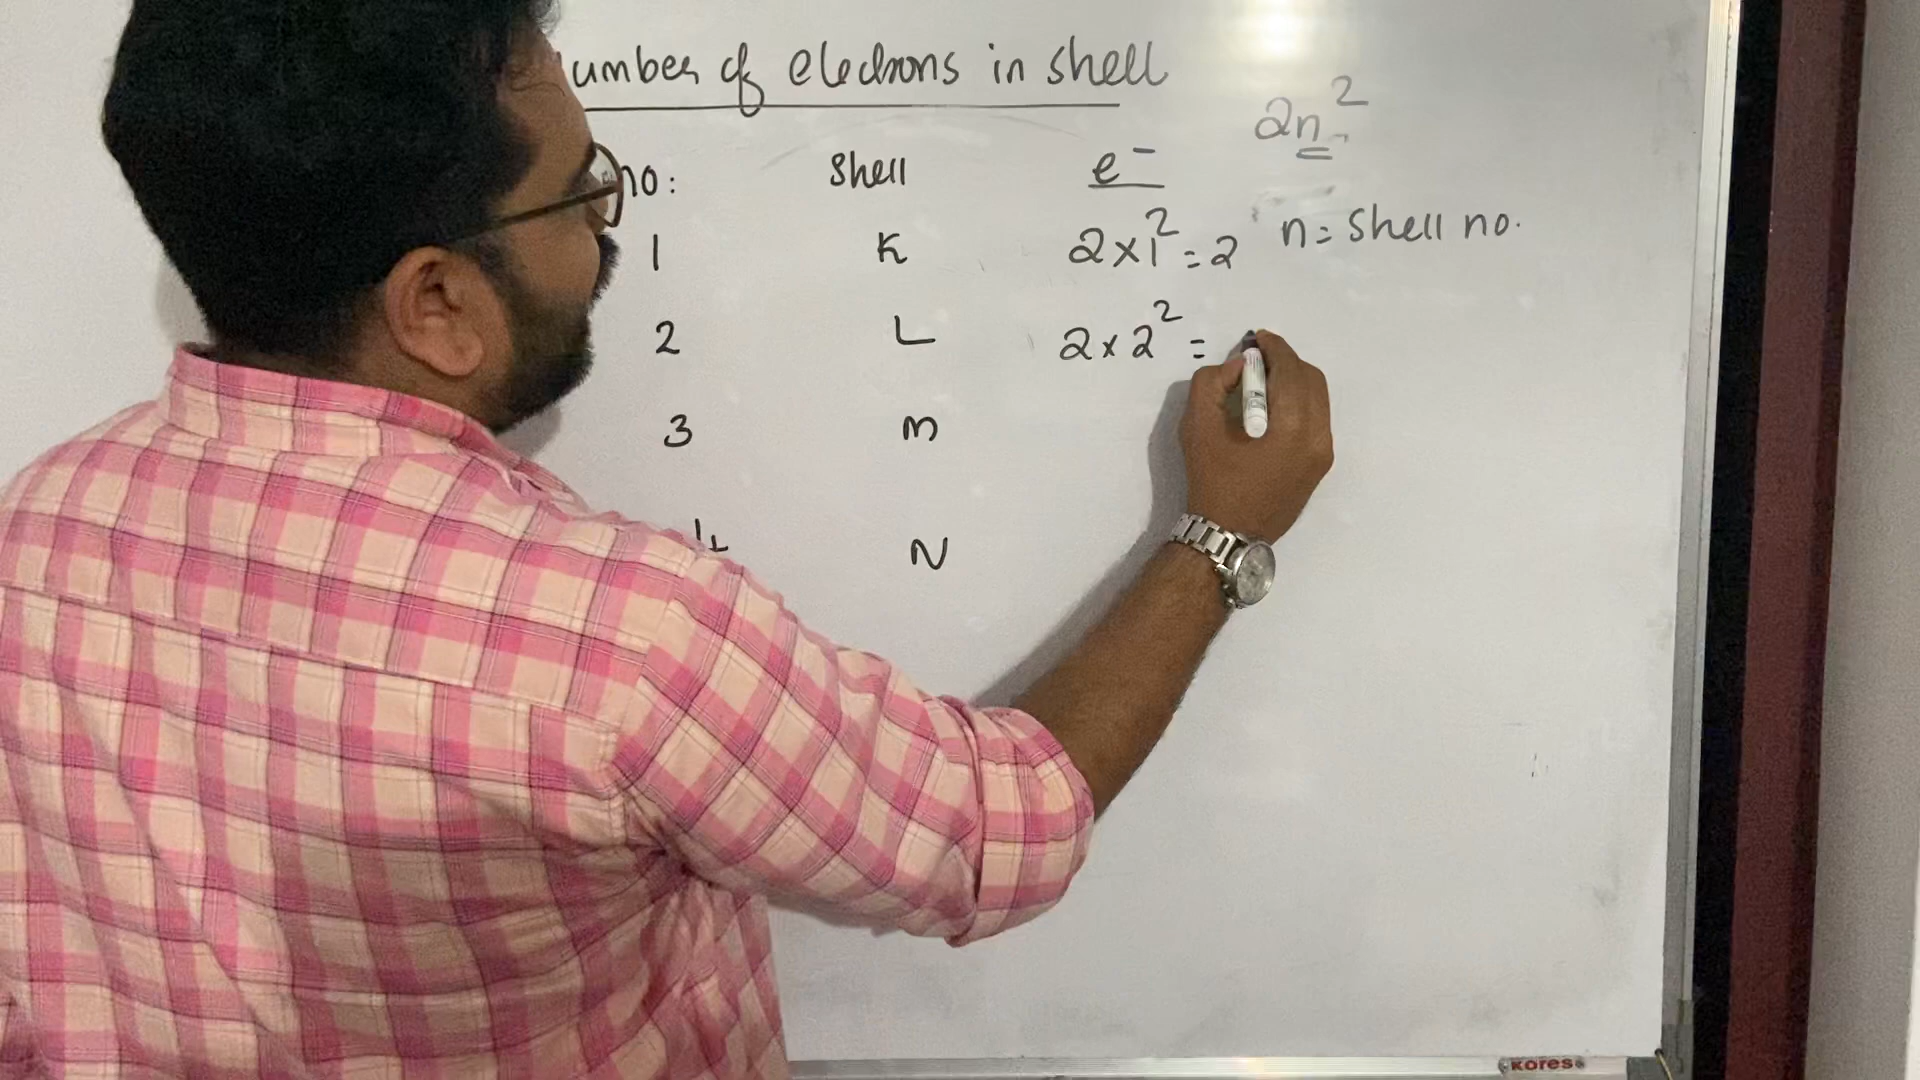 umber of electrons in shell
2n²
no: shell e⁻
n = shell no.
1 K 2×1² = 2
2 L 2×2² =
3 M
4 N
KORES